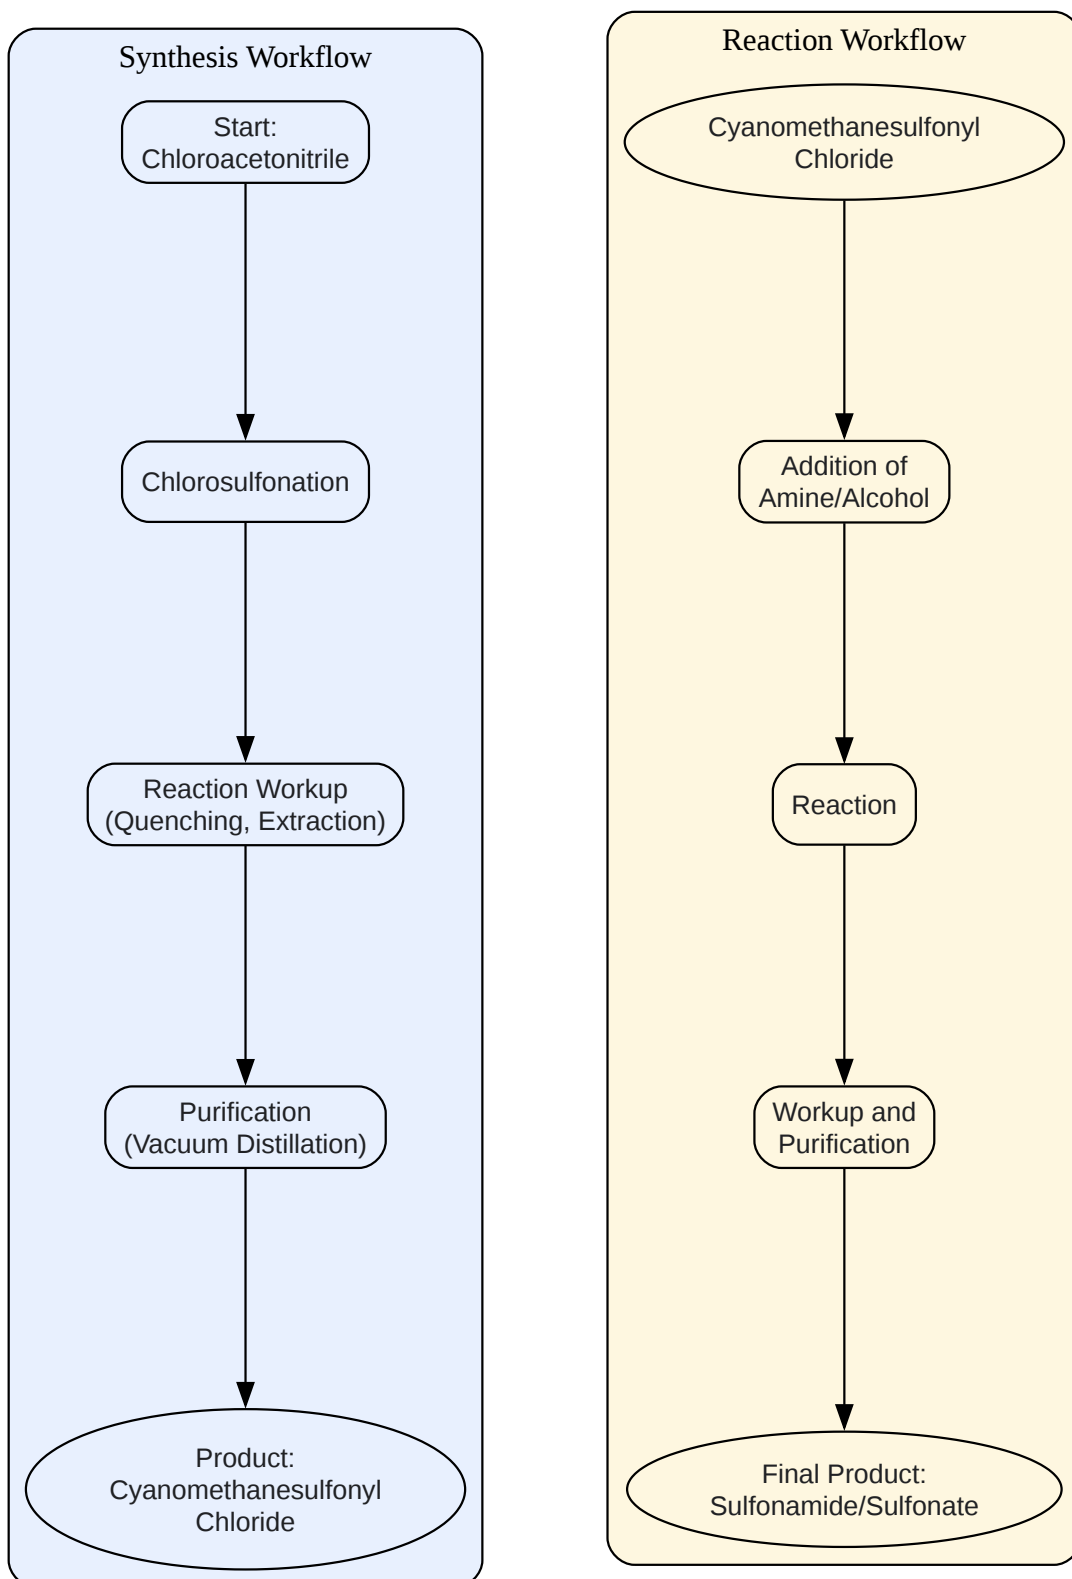 Synthesis Workflow
Start:
Chloroacetonitrile
Chlorosulfonation
Reaction Workup
(Quenching, Extraction)
Purification
(Vacuum Distillation)
Product:
Cyanomethanesulfonyl
Chloride
Reaction Workflow
Cyanomethanesulfonyl
Chloride
Addition of
Amine/Alcohol
Reaction
Workup and
Purification
Final Product:
Sulfonamide/Sulfonate